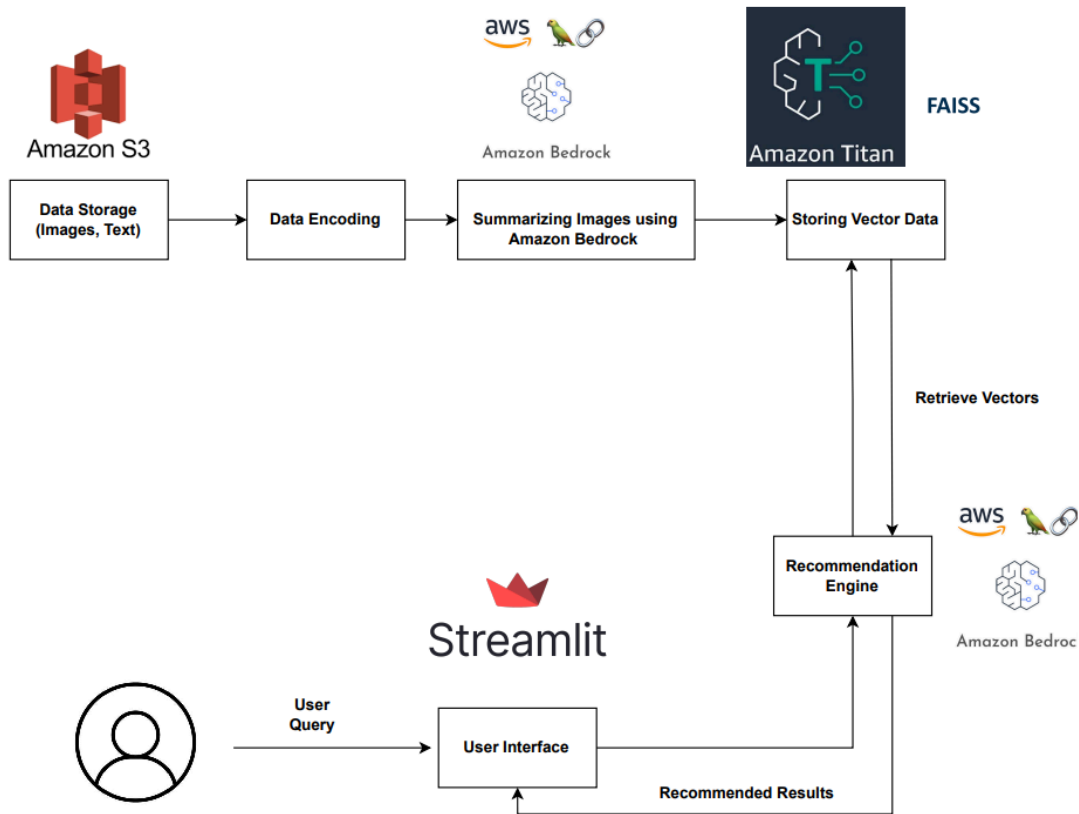 aws
Amazon S3
Amazon Bedrock
T
Amazon Titan
FAISS
Data Storage
(Images, Text)
Data Encoding
Summarizing Images using
Amazon Bedrock
Storing Vector Data
Retrieve Vectors
aws
Recommendation
Engine
Amazon Bedroc
Streamlit
User
Query
User Interface
Recommended Results